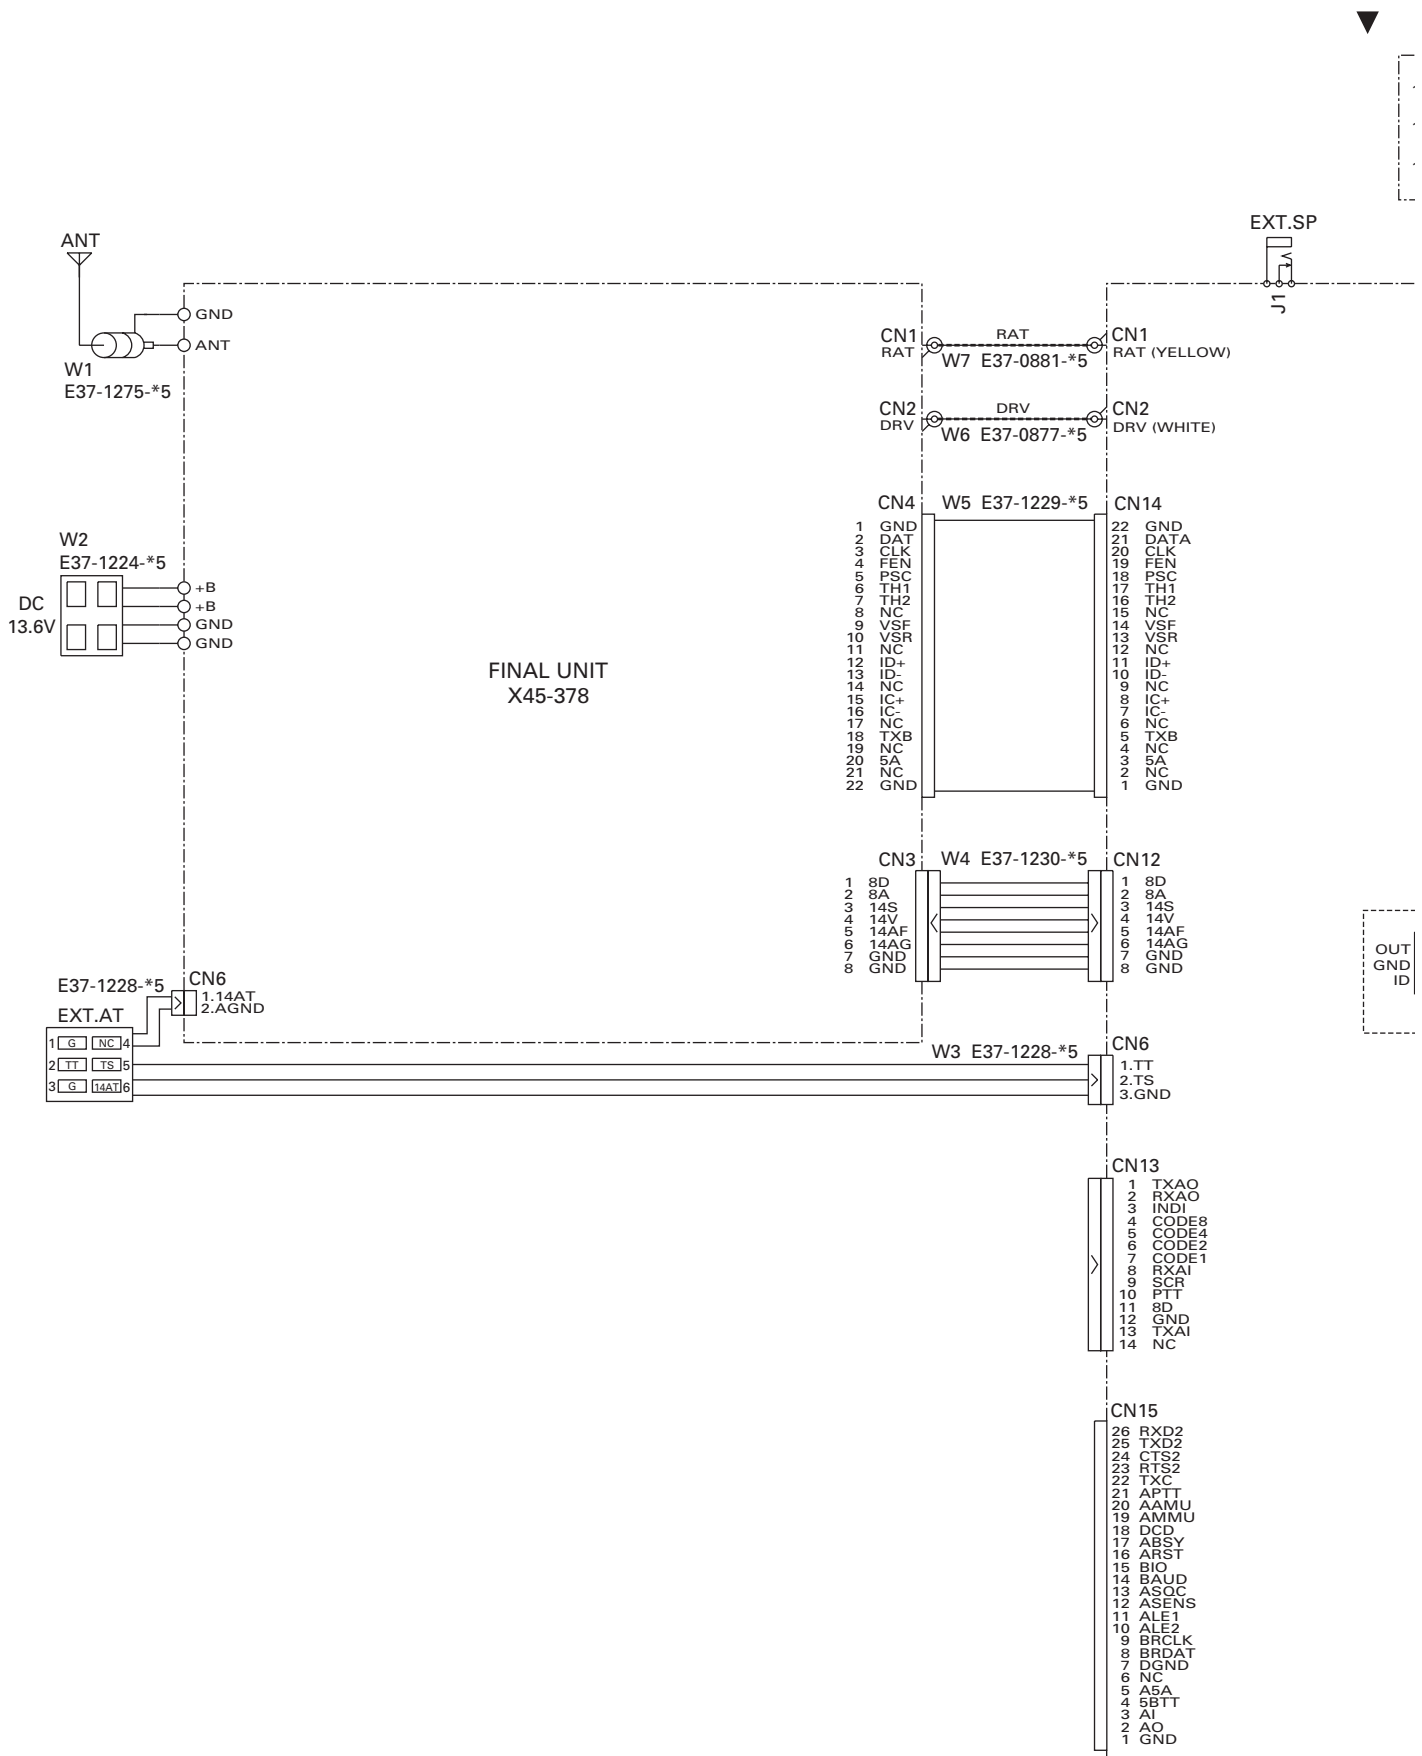 EXT.SP
J1
ANT
GND
ANT
W1
E37-1275-*5
CN1
RAT
RAT
W7 E37-0881-*5
CN1
RAT (YELLOW)
CN2
DRV
DRV
W6 E37-0877-*5
CN2
DRV (WHITE)
W2
E37-1224-*5
DC
13.6V
+B
+B
GND
GND
FINAL UNIT
X45-378
CN4
1 GND
2 DAT
3 CLK
4 FEN
5 PSC
6 TH1
7 TH2
8 NC
9 VSF
10 VSR
11 NC
12 ID+
13 ID-
14 NC
15 IC+
16 IC-
17 NC
18 TXB
19 NC
20 5A
21 NC
22 GND
W5 E37-1229-*5
CN14
22 GND
21 DATA
20 CLK
19 FEN
18 PSC
17 TH1
16 TH2
15 NC
14 VSF
13 VSR
12 NC
11 ID+
10 ID-
9 NC
8 IC+
7 IC-
6 NC
5 TXB
4 NC
3 5A
2 NC
1 GND
CN3
1 8D
2 8A
3 14S
4 14V
5 14AF
6 14AG
7 GND
8 GND
W4 E37-1230-*5
CN12
1 8D
2 8A
3 14S
4 14V
5 14AF
6 14AG
7 GND
8 GND
OUT
GND
ID
E37-1228-*5
CN6
1.14AT
2.AGND
EXT.AT
1 G NC 4
2 TT TS 5
3 G 14AT 6
W3 E37-1228-*5
CN6
1.TT
2.TS
3.GND
CN13
1 TXAO
2 RXAO
3 INDI
4 CODE8
5 CODE4
6 CODE2
7 CODE1
8 RXAI
9 SCR
10 PTT
11 8D
12 GND
13 TXAI
14 NC
CN15
26 RXD2
25 TXD2
24 CTS2
23 RTS2
22 TXC
21 APTT
20 AAMU
19 AMMU
18 DCD
17 ABSY
16 ARST
15 BIO
14 BAUD
13 ASQC
12 ASENS
11 ALE1
10 ALE2
9 BRCLK
8 BRDAT
7 DGND
6 NC
5 A5A
4 5BTT
3 AI
2 AO
1 GND